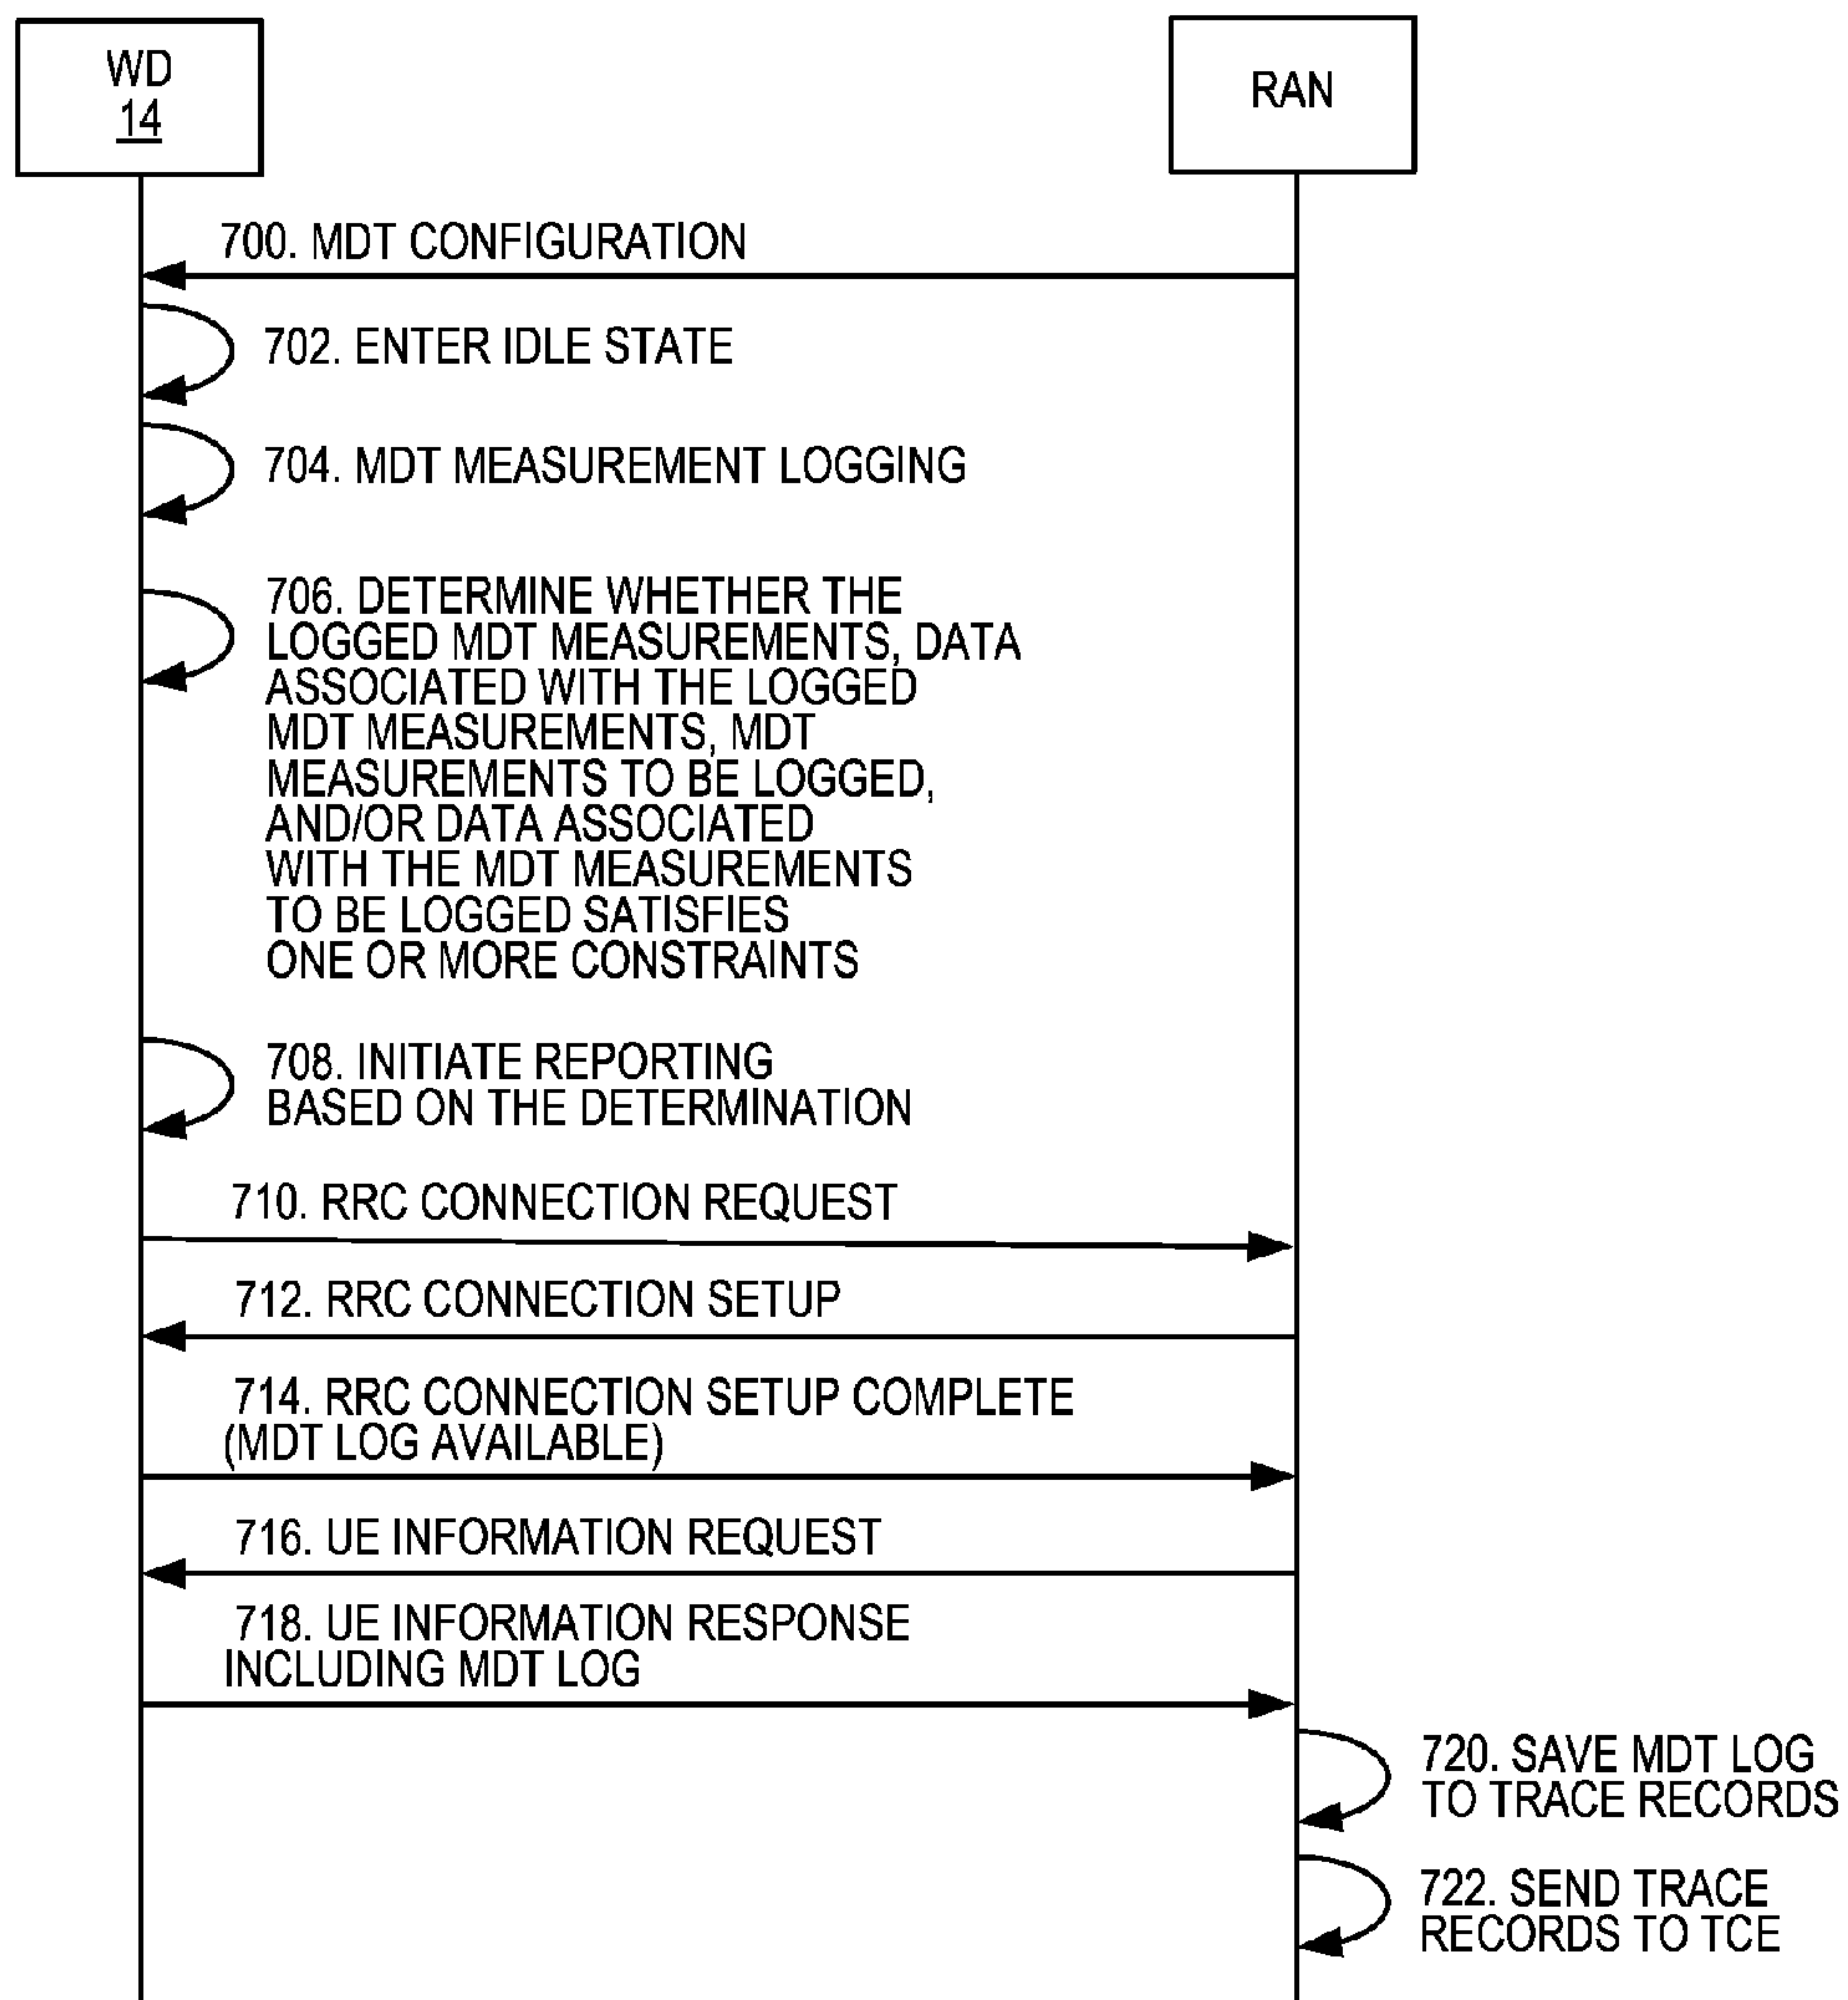 WD
14
RAN
700. MDT CONFIGURATION
702. ENTER IDLE STATE
704. MDT MEASUREMENT LOGGING
706. DETERMINE WHETHER THE
LOGGED MDT MEASUREMENTS, DATA
ASSOCIATED WITH THE LOGGED
MDT MEASUREMENTS, MDT
MEASUREMENTS TO BE LOGGED,
AND/OR DATA ASSOCIATED
WITH THE MDT MEASUREMENTS
TO BE LOGGED SATISFIES
ONE OR MORE CONSTRAINTS
708. INITIATE REPORTING
BASED ON THE DETERMINATION
710. RRC CONNECTION REQUEST
712. RRC CONNECTION SETUP
714. RRC CONNECTION SETUP COMPLETE
(MDT LOG AVAILABLE)
716. UE INFORMATION REQUEST
718. UE INFORMATION RESPONSE
INCLUDING MDT LOG
720. SAVE MDT LOG
TO TRACE RECORDS
722. SEND TRACE
RECORDS TO TCE